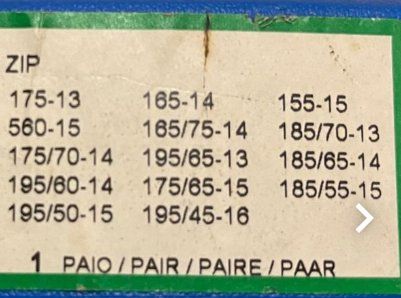 ZIP
175-13 165-14 155-15
560-15 185/75-14 185/70-13
175/70-14 195/65-13 185/65-14
195/60-14 175/65-15 185/55-15
195/50-15 195/45-16
1 PAIO / PAIR / PAIRE / PAAR